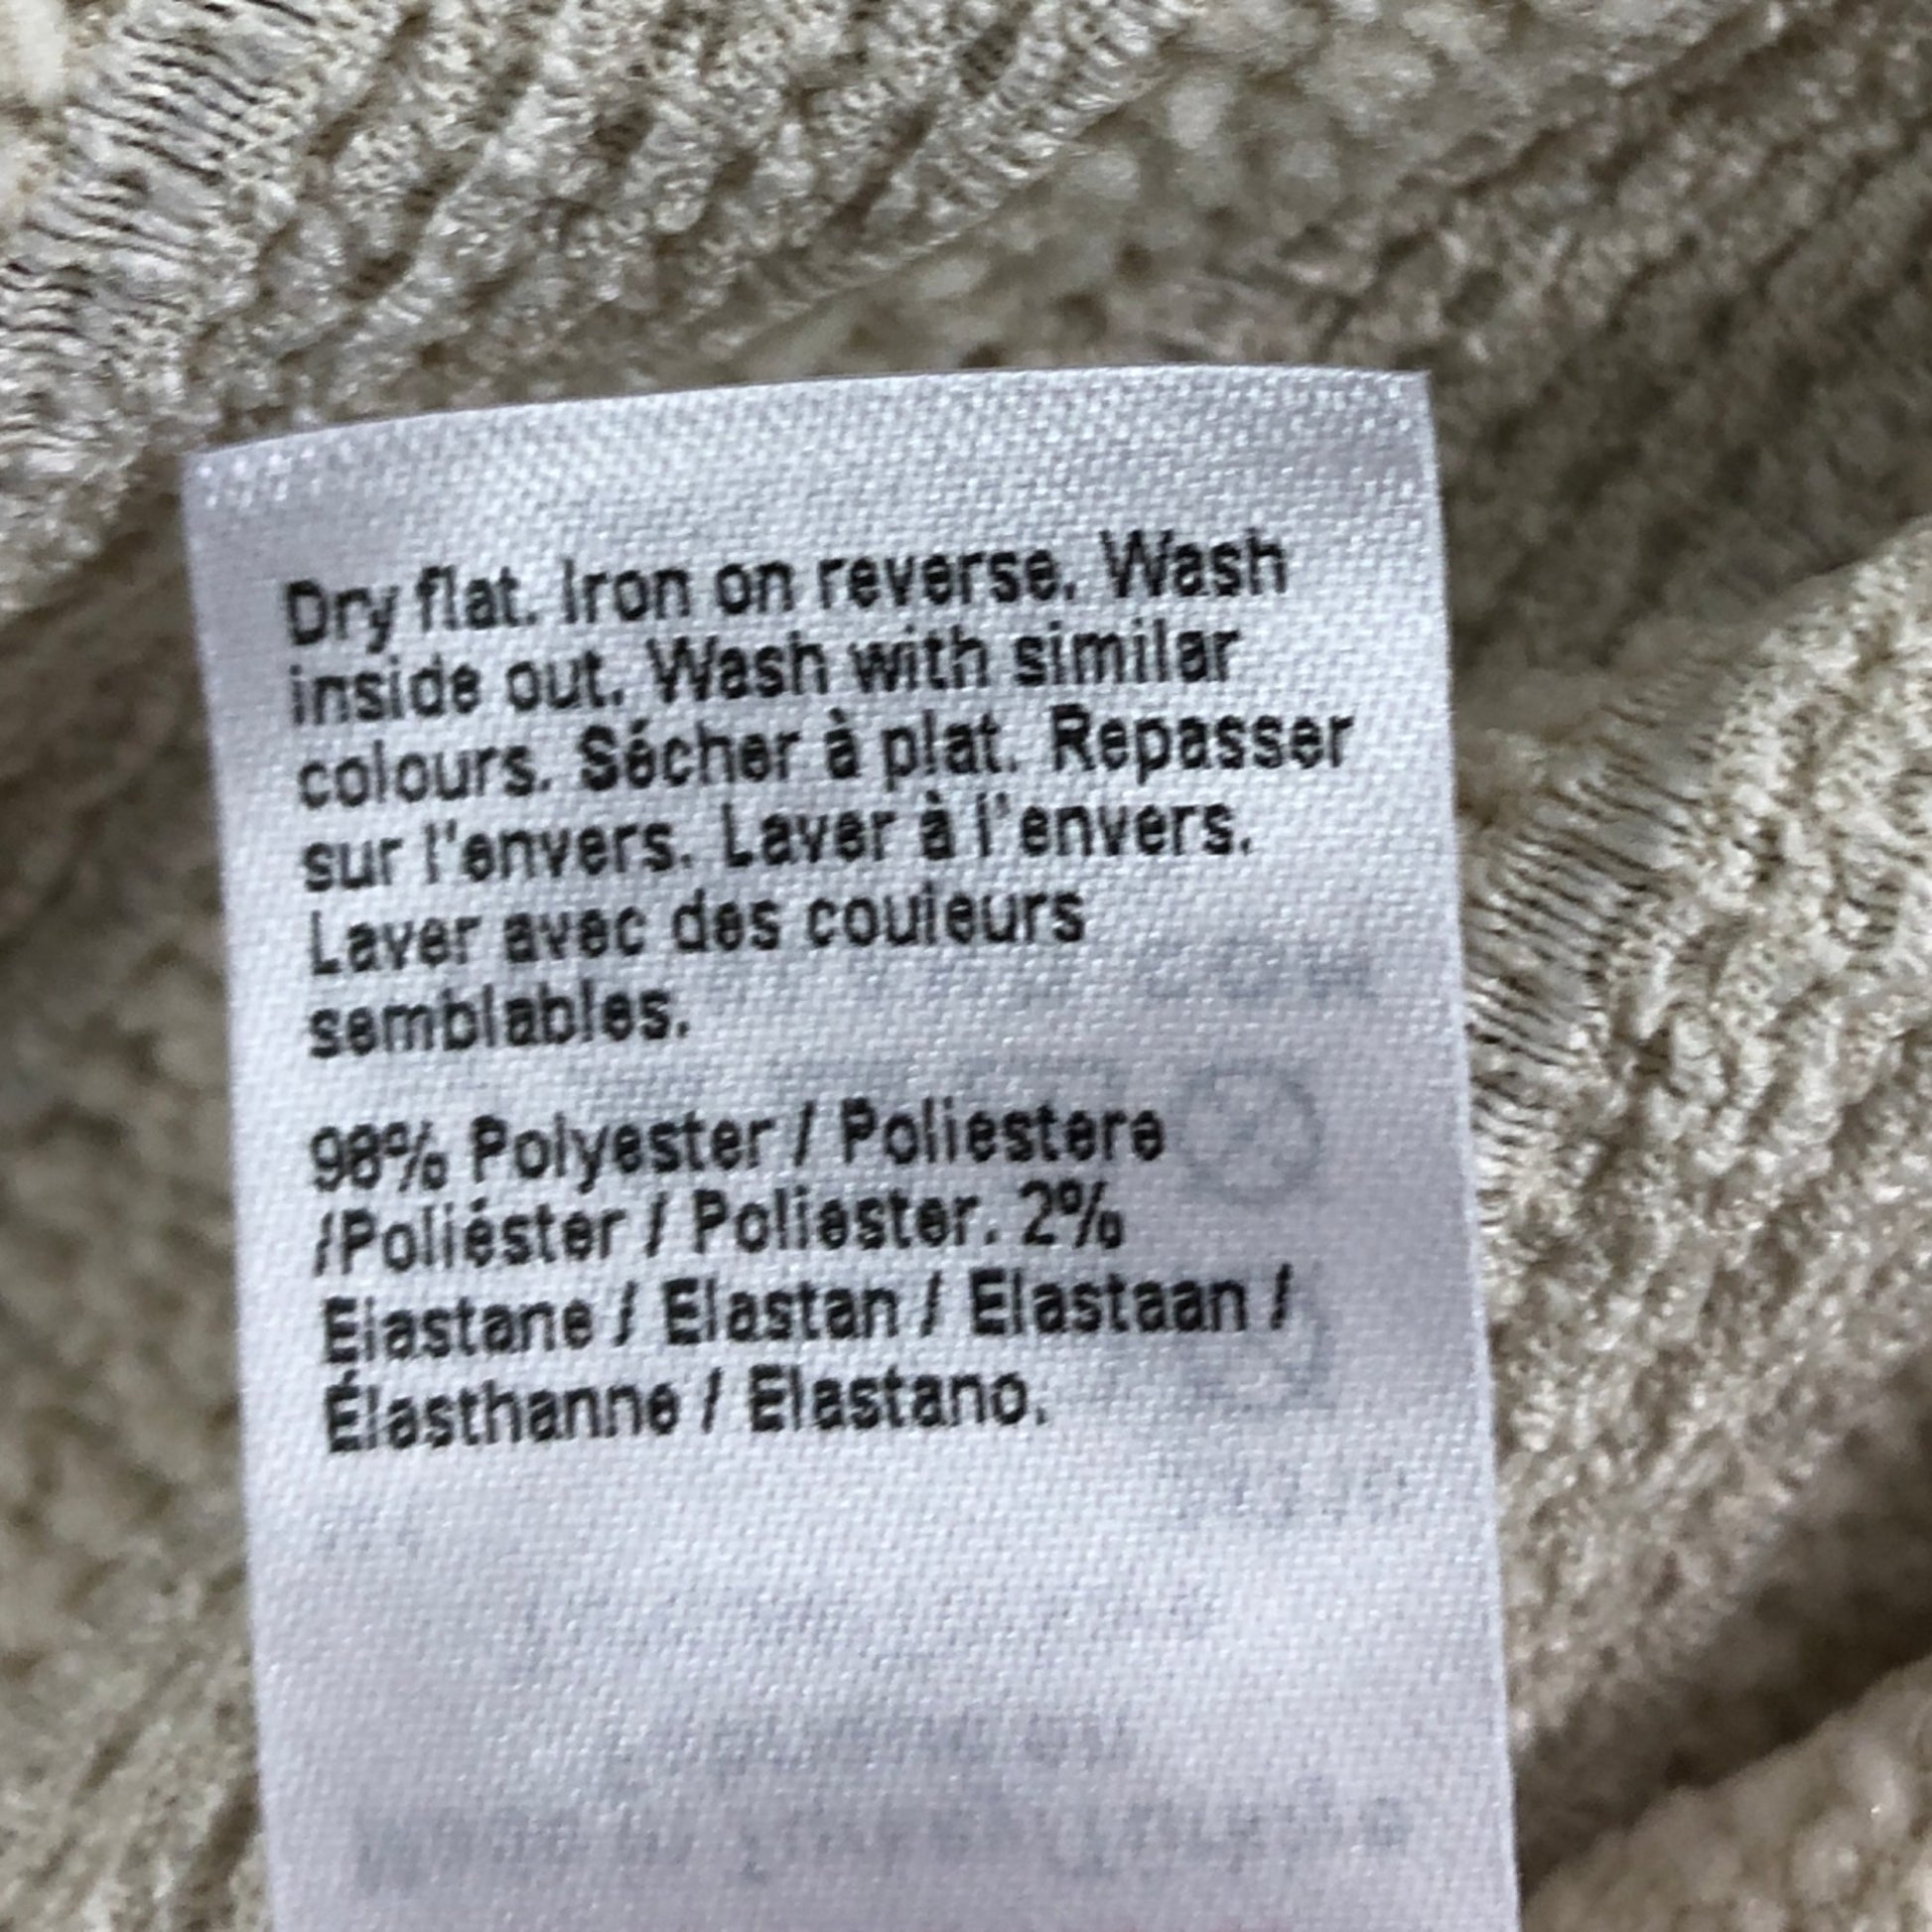 Dry flat. Iron on reverse. Wash
inside out. Wash with similar
colours. Sécher à plat. Repasser
sur l'envers. Laver à l'envers.
Laver avec des couleurs
semblables.
98% Polyester / Poliestere
/Poliéster / Poliester. 2%
Elastane / Elastan / Elastaan /
Élasthanne / Elastano.